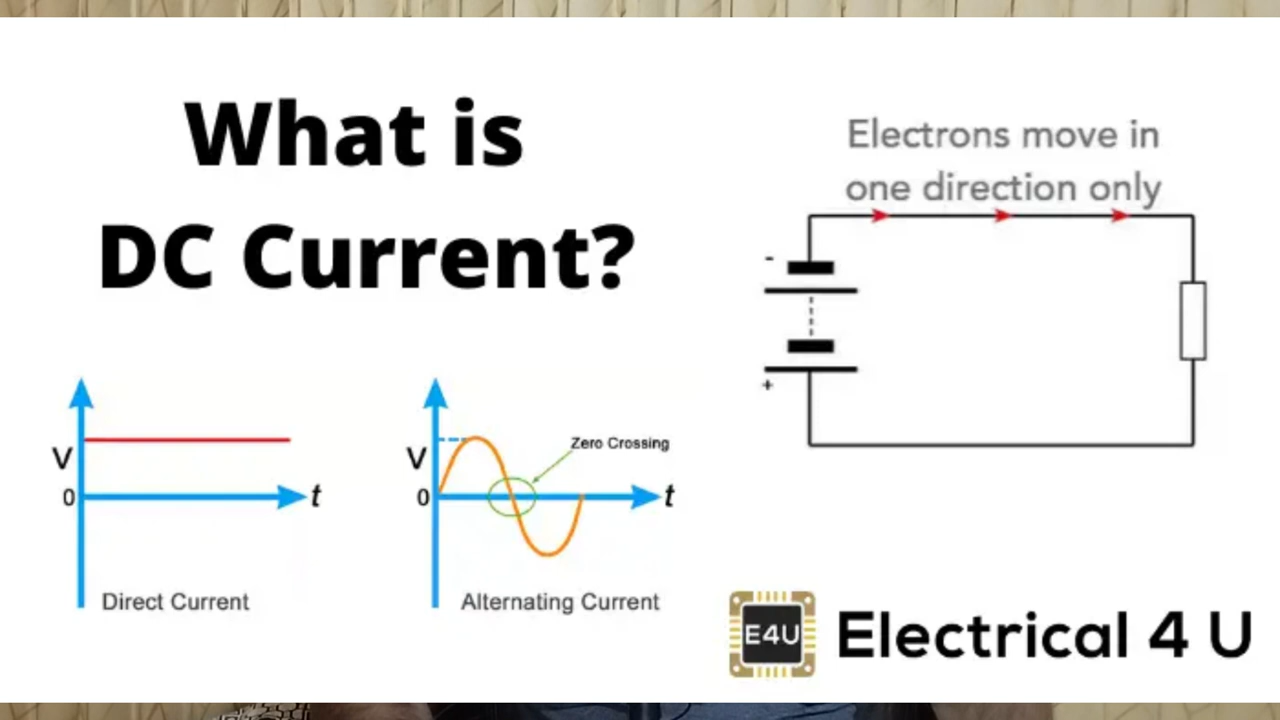 What is
DC Current?
Electrons move in
one direction only
-
+
V
0
t
Direct Current
V
0
t
Zero Crossing
Alternating Current
E4U
Electrical 4 U